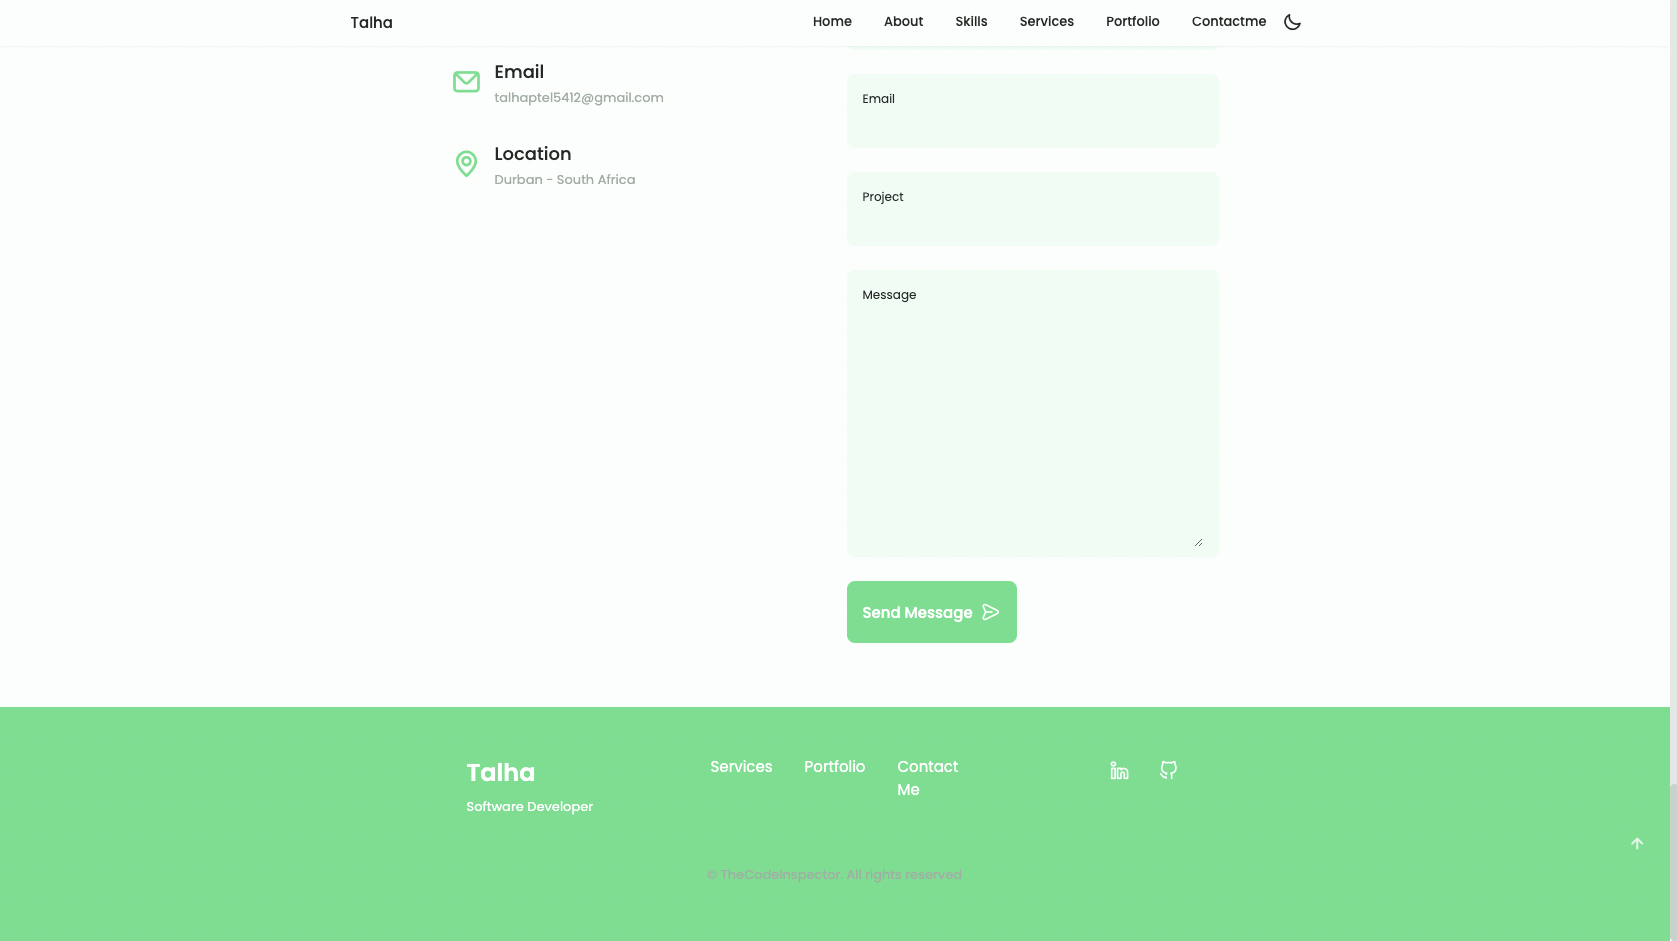 Talha
Home
About
Skills
Services
Portfolio
Contactme
Email
talhaptel5412@gmail.com
Location
Durban - South Africa
Email
Project
Message
Send Message
Talha
Software Developer
Services
Portfolio
Contact
Me
© TheCodeInspector. All rights reserved